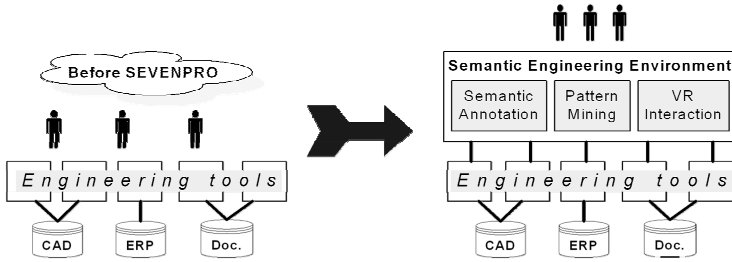 Before SEVENPRO
Engineering tools
CAD
ERP
Doc.
Semantic Engineering Environment
Semantic
Annotation
Pattern
Mining
VR
Interaction
Engineering tools
CAD
ERP
Doc.